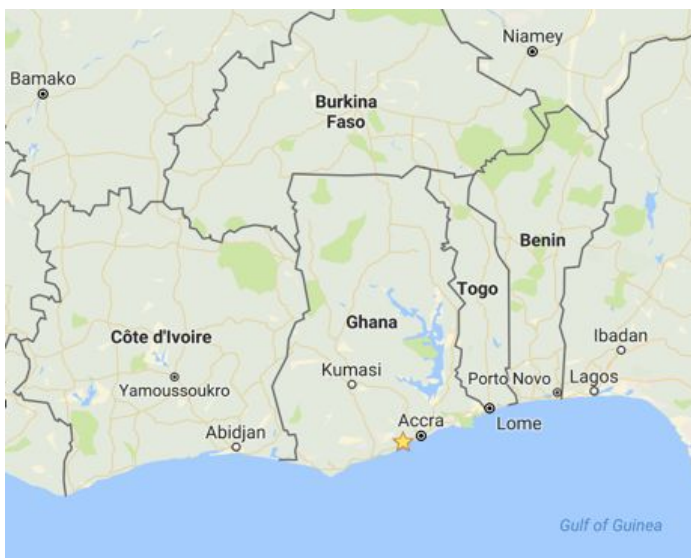 Niamey
Bamako
Burkina
Faso
Benin
Togo
Ghana
Côte d'Ivoire
Ibadan
Kumasi
Yamoussoukro
Porto Novo
Lagos
Accra
Lome
Abidjan
Gulf of Guinea